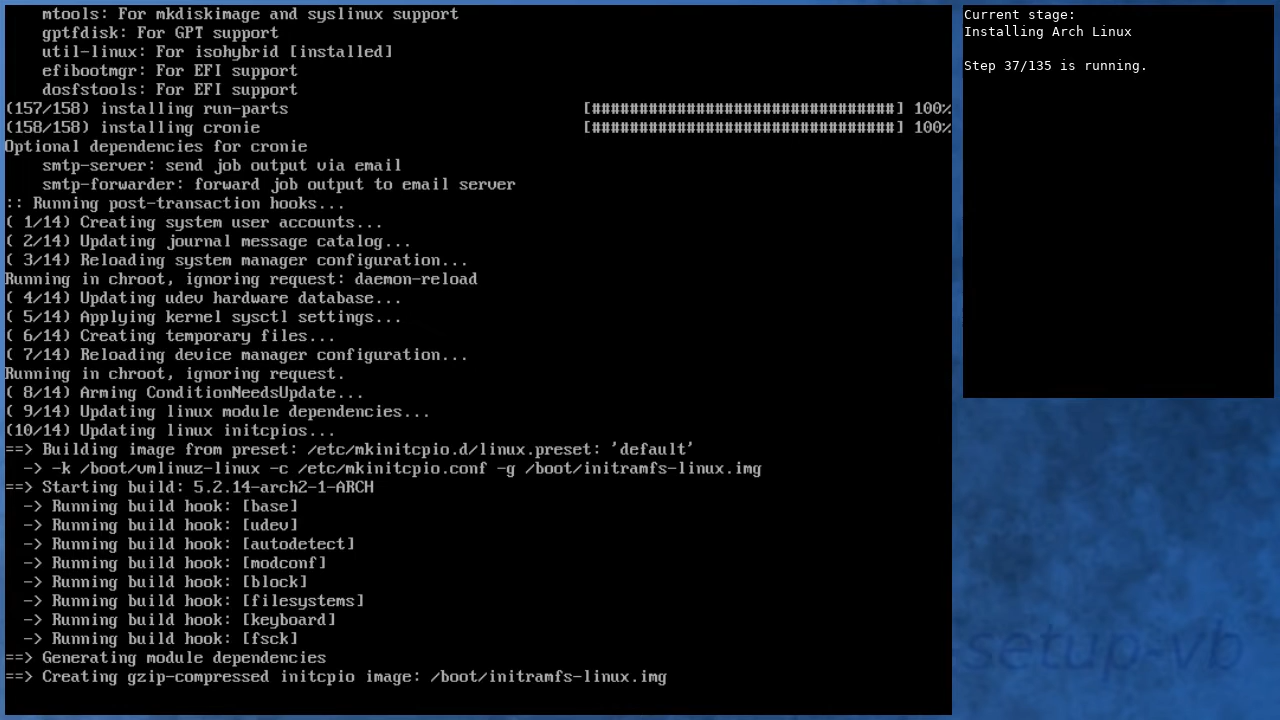 mtools: For mkdiskimage and syslinux support
gptfdisk: For GPT support
util-linux: For isohybrid [installed]
efibootmgr: For EFI support
dosfstools: For EFI support
(157/158) installing run-parts [################################] 100%
(158/158) installing cronie [################################] 100%
Optional dependencies for cronie
smtp-server: send job output via email
smtp-forwarder: forward job output to email server
:: Running post-transaction hooks...
( 1/14) Creating system user accounts...
( 2/14) Updating journal message catalog...
( 3/14) Reloading system manager configuration...
Running in chroot, ignoring request: daemon-reload
( 4/14) Updating udev hardware database...
( 5/14) Applying kernel sysctl settings...
( 6/14) Creating temporary files...
( 7/14) Reloading device manager configuration...
Running in chroot, ignoring request.
( 8/14) Arming ConditionNeedsUpdate...
( 9/14) Updating linux module dependencies...
(10/14) Updating linux initcpios...
==> Building image from preset: /etc/mkinitcpio.d/linux.preset: 'default'
-> -k /boot/vmlinuz-linux -c /etc/mkinitcpio.conf -g /boot/initramfs-linux.img
==> Starting build: 5.2.14-arch2-1-ARCH
-> Running build hook: [base]
-> Running build hook: [udev]
-> Running build hook: [autodetect]
-> Running build hook: [modconf]
-> Running build hook: [block]
-> Running build hook: [filesystems]
-> Running build hook: [keyboard]
-> Running build hook: [fsck]
==> Generating module dependencies
==> Creating gzip-compressed initcpio image: /boot/initramfs-linux.img
Current stage:
Installing Arch Linux
Step 37/135 is running.
setup-vb